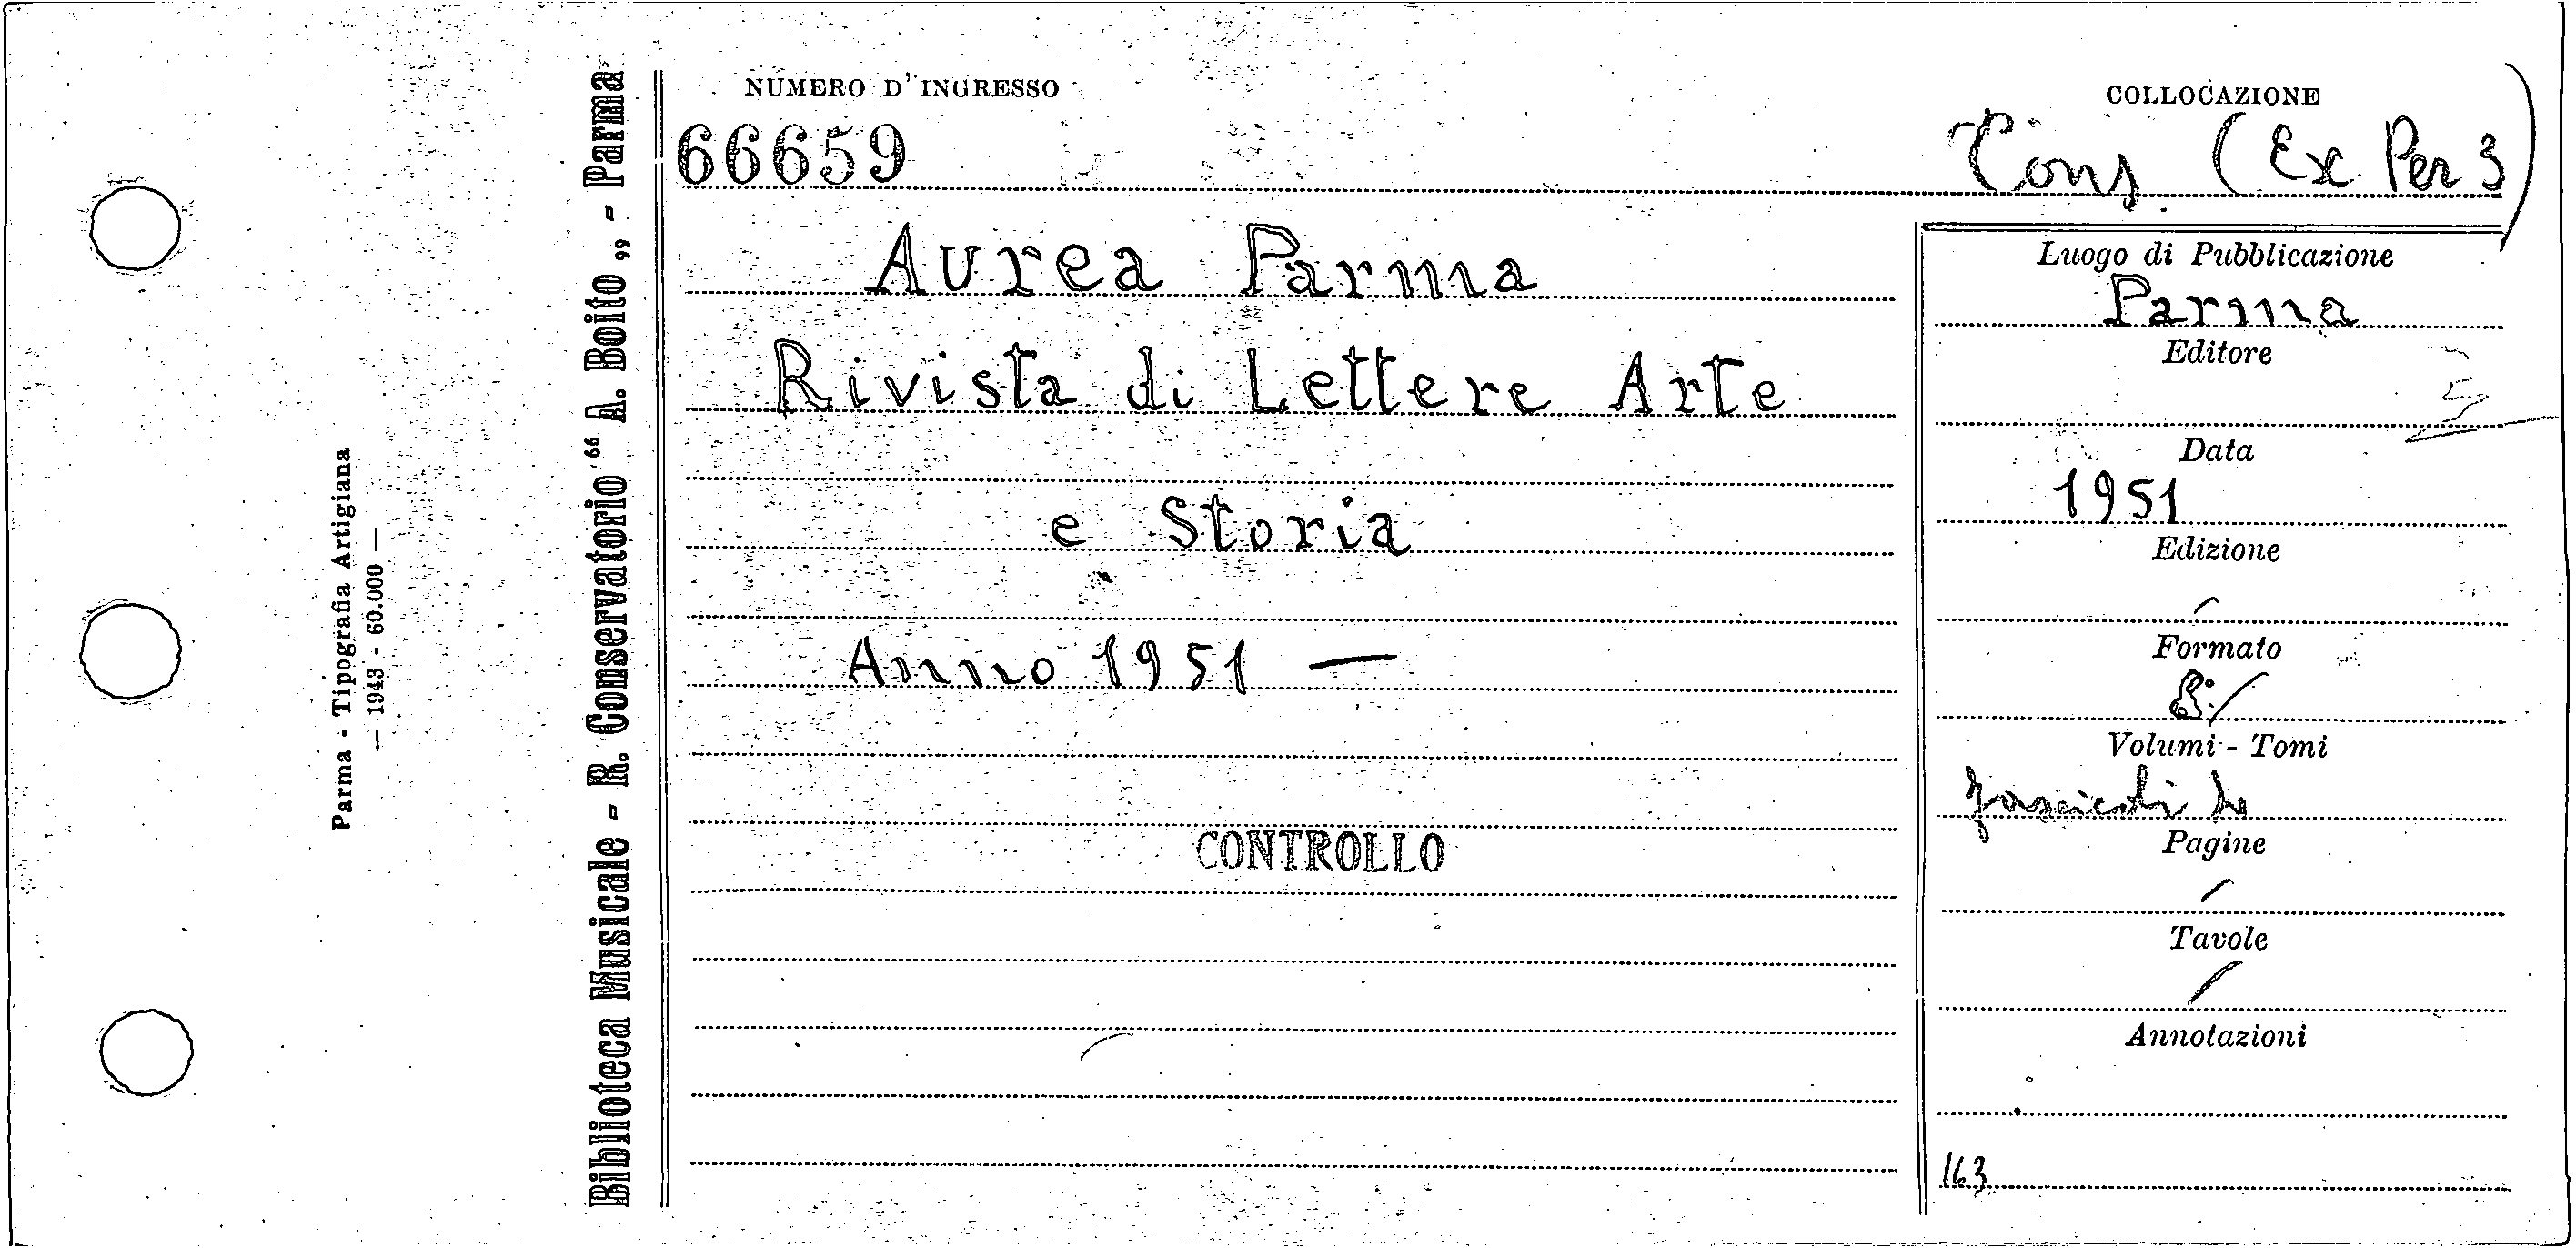 NUMERO D'INGRESSO
66659
COLLOCAZIONE
Cons (Ex Per 3)
Aurea Parma
Rivista di Lettere Arte
e Storia
Anno 1951 —
CONTROLLO
Luogo di Pubblicazione
Parma
Editore
Data
1951
Edizione
Formato
8°
Volumi - Tomi
fascicoli
Pagine
Tavole
Annotazioni
163
Biblioteca Musicale - R. Conservatorio “ A. Boito „ - Parma
Parma - Tipografia Artigiana
— 1943 - 60.000 —